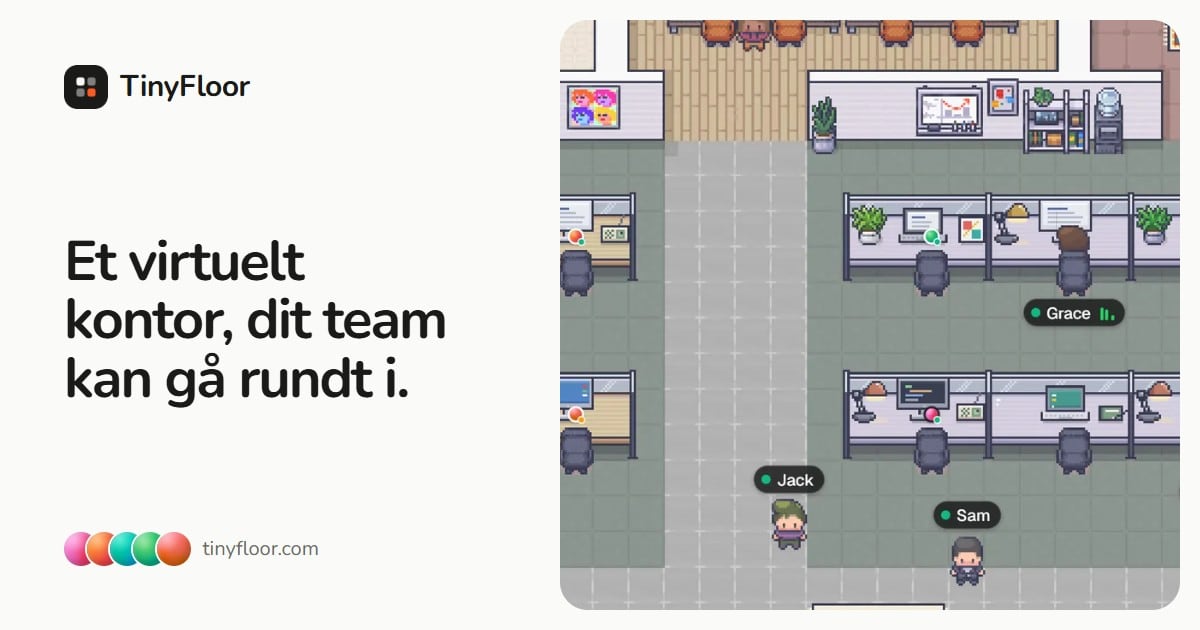 TinyFloor
Et virtuelt
kontor, dit team
kan gå rundt i.
tinyfloor.com
Grace
Jack
Sam